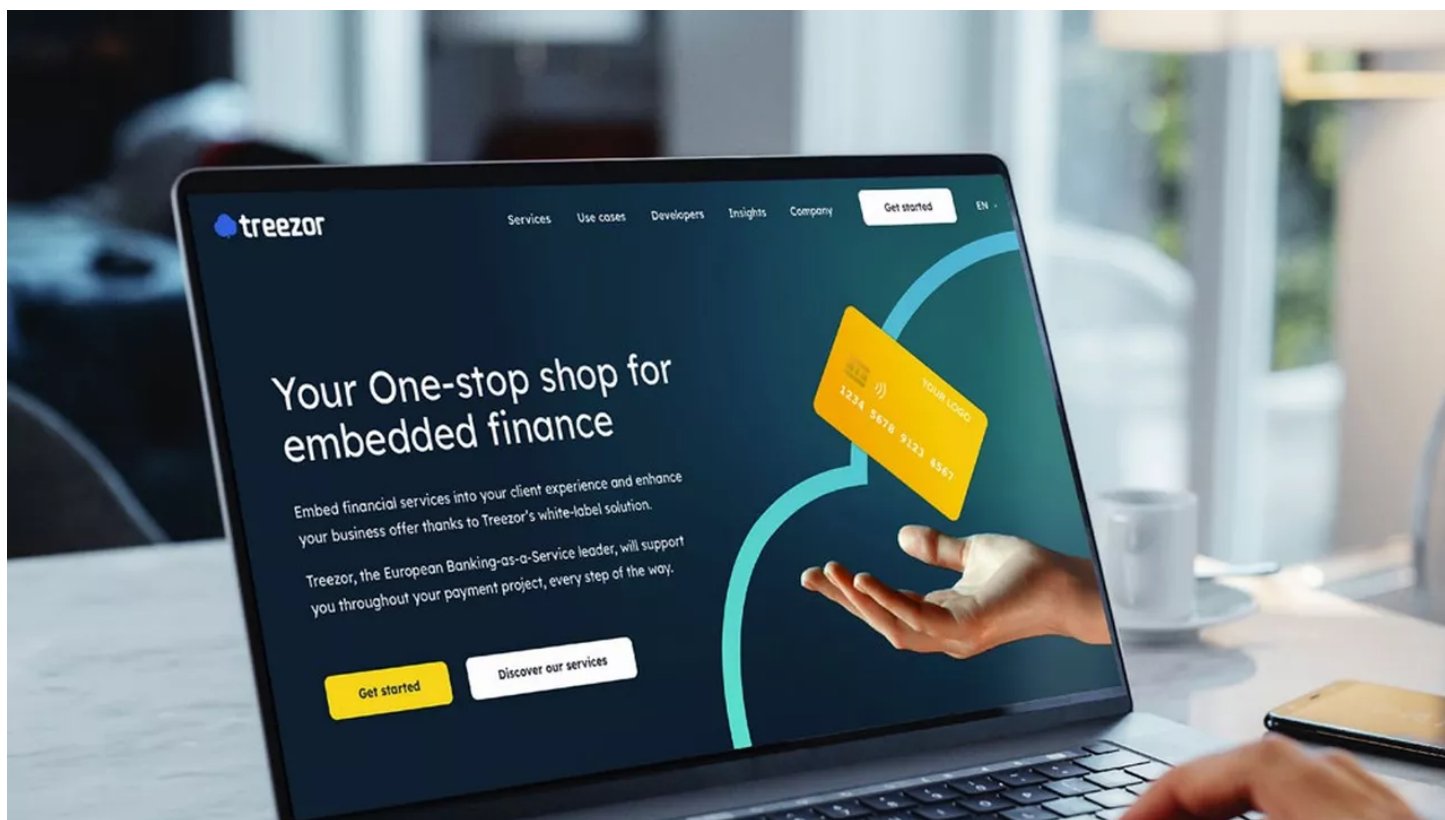 treezor
Services
Use cases
Developers
Insights
Company
Get started
EN
Your One-stop shop for
embedded finance
Embed financial services into your client experience and enhance
your business offer thanks to Treezor's white-label solution.
Treezor, the European Banking-as-a-Service leader, will support
you throughout your payment project, every step of the way.
Get started
Discover our services
YOUR LOGO
1234 5678 9123 4567